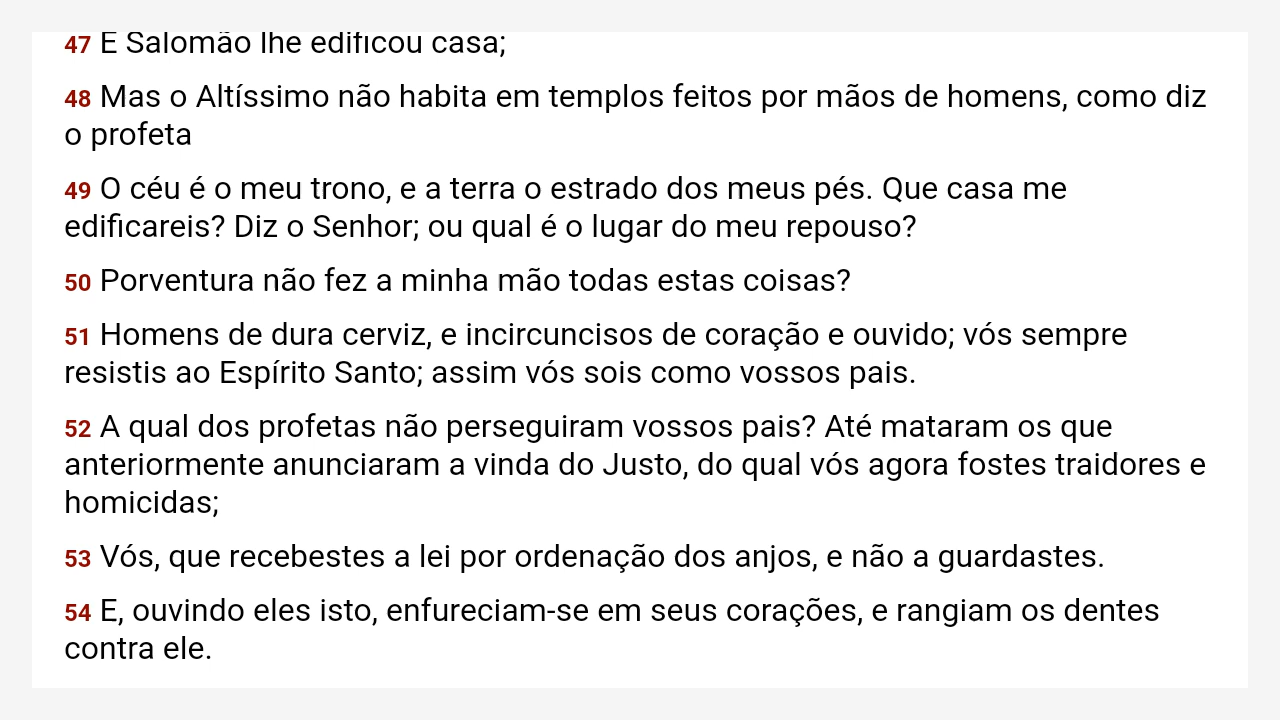 47 E Salomão lhe edificou casa;
48 Mas o Altíssimo não habita em templos feitos por mãos de homens, como diz
o profeta
49 O céu é o meu trono, e a terra o estrado dos meus pés. Que casa me
edificareis? Diz o Senhor; ou qual é o lugar do meu repouso?
50 Porventura não fez a minha mão todas estas coisas?
51 Homens de dura cerviz, e incircuncisos de coração e ouvido; vós sempre
resistis ao Espírito Santo; assim vós sois como vossos pais.
52 A qual dos profetas não perseguiram vossos pais? Até mataram os que
anteriormente anunciaram a vinda do Justo, do qual vós agora fostes traidores e
homicidas;
53 Vós, que recebestes a lei por ordenação dos anjos, e não a guardastes.
54 E, ouvindo eles isto, enfureciam-se em seus corações, e rangiam os dentes
contra ele.